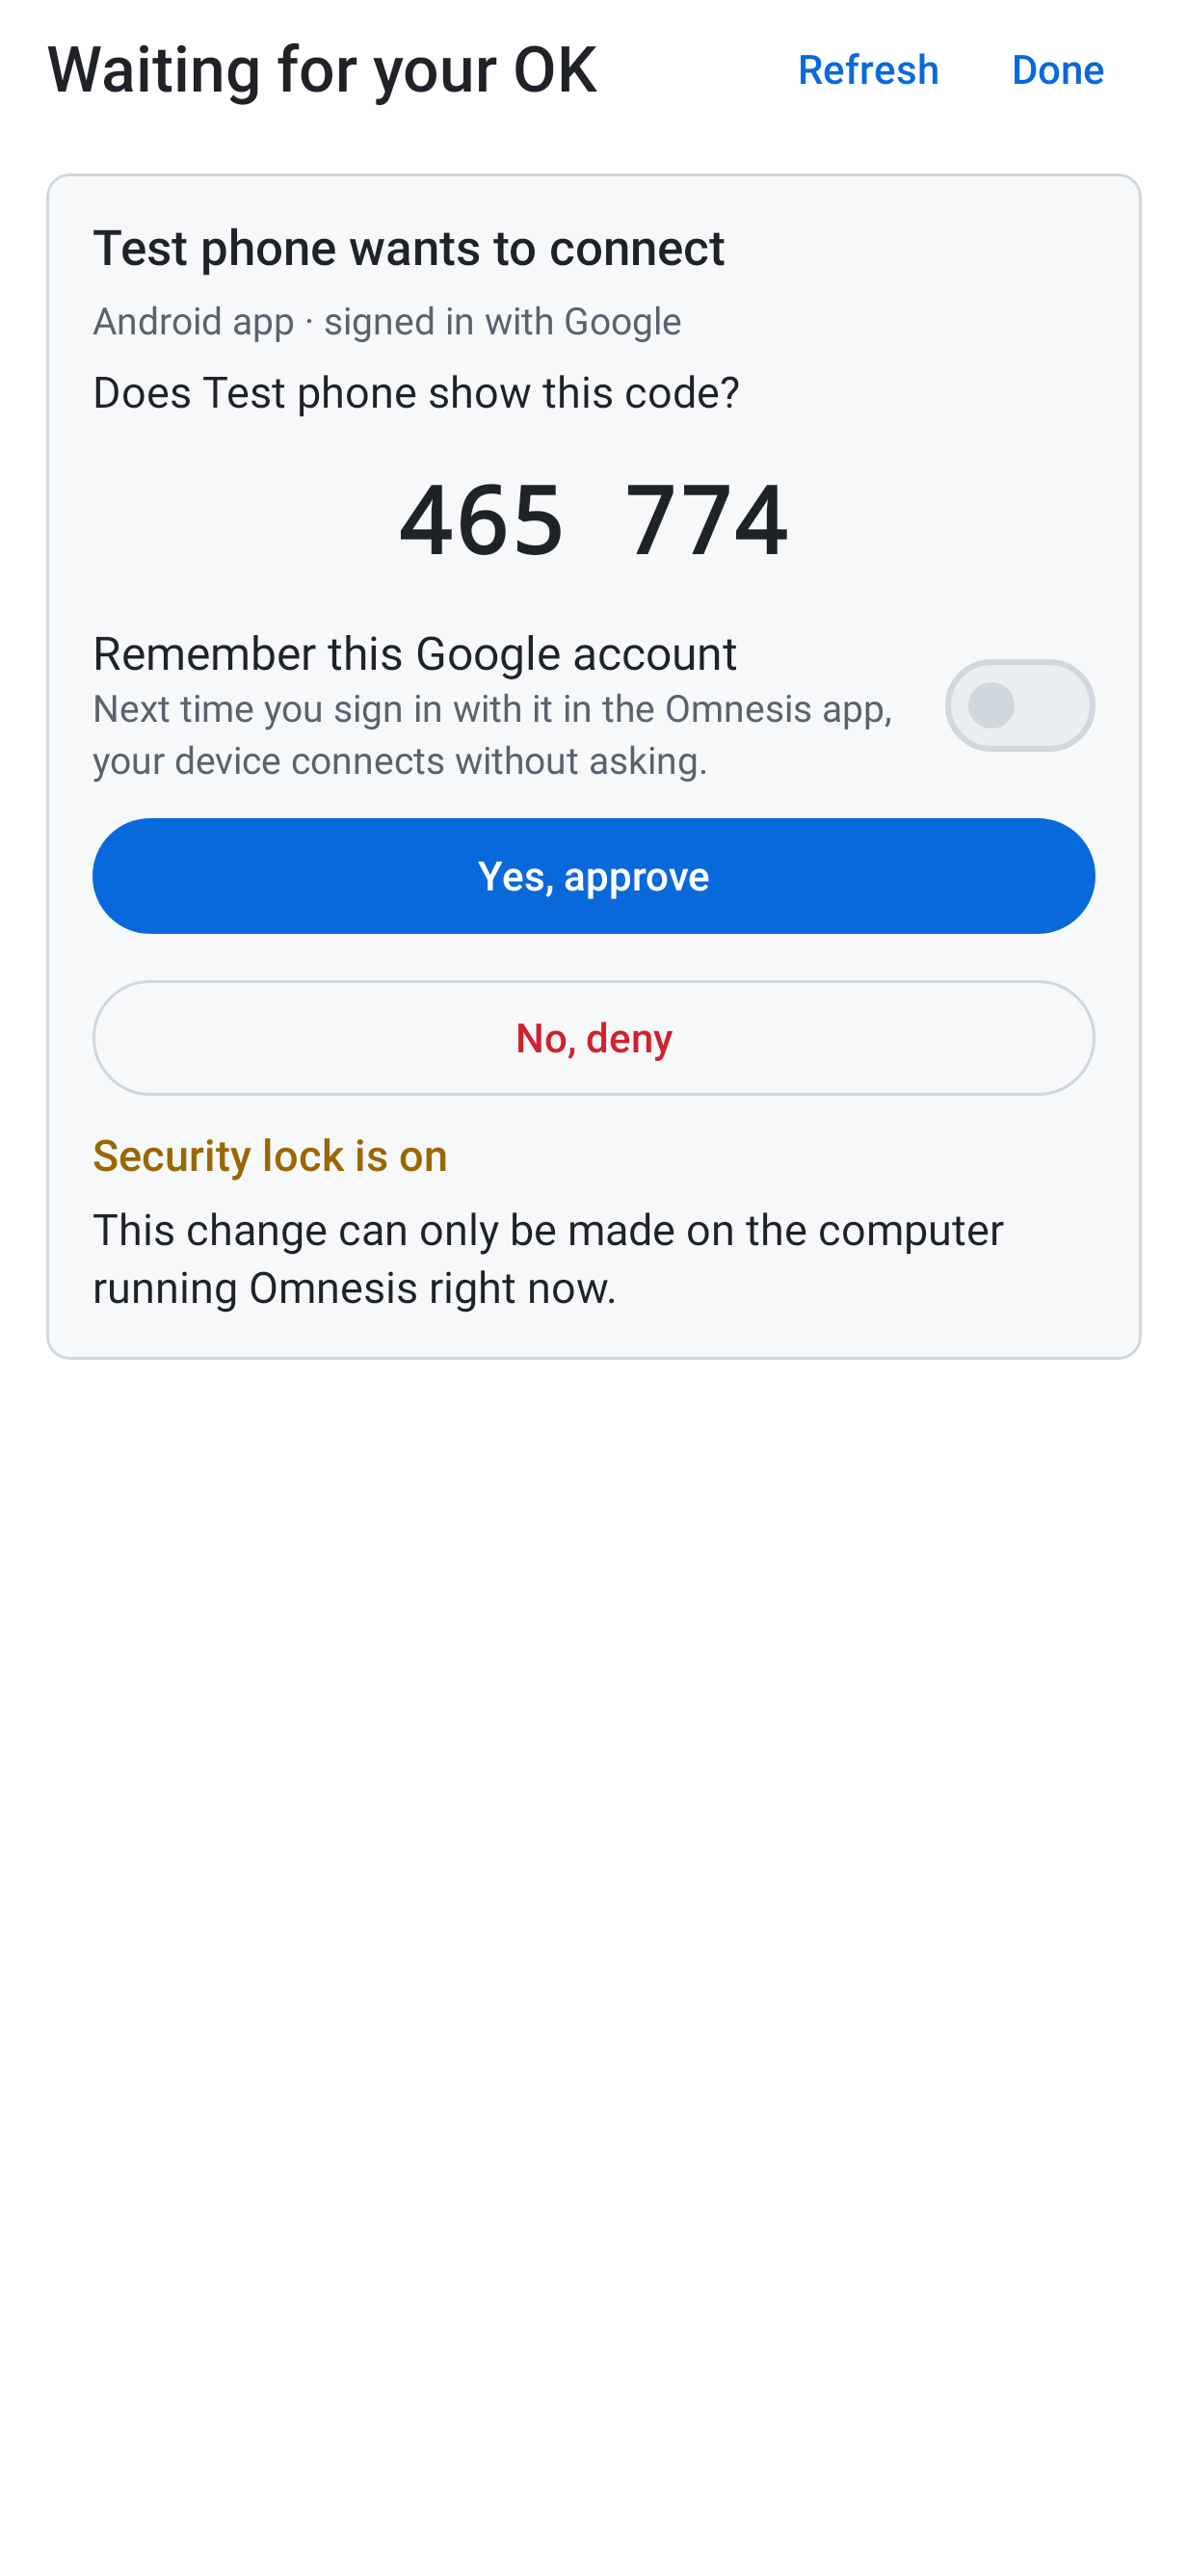 Waiting for your OK
Refresh
Done
Test phone wants to connect
Android app · signed in with Google
Does Test phone show this code?
465 774
Remember this Google account
Next time you sign in with it in the Omnesis app,
your device connects without asking.
Yes, approve
No, deny
Security lock is on
This change can only be made on the computer
running Omnesis right now.